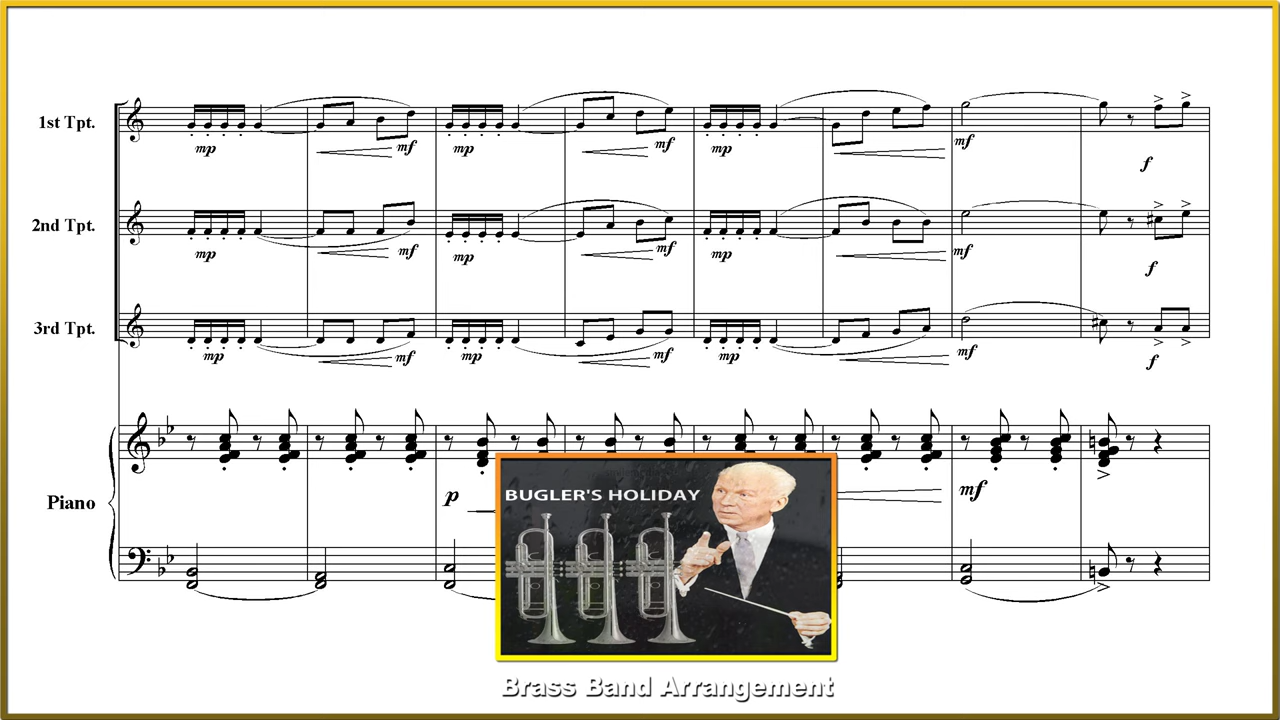 1st Tpt.
mp mf mp mf mp mf f
2nd Tpt.
mp mf mp mf mp mf f
3rd Tpt.
mp mf mp mf mp mf f
Piano
p mf
BUGLER'S HOLIDAY
Brass Band Arrangement